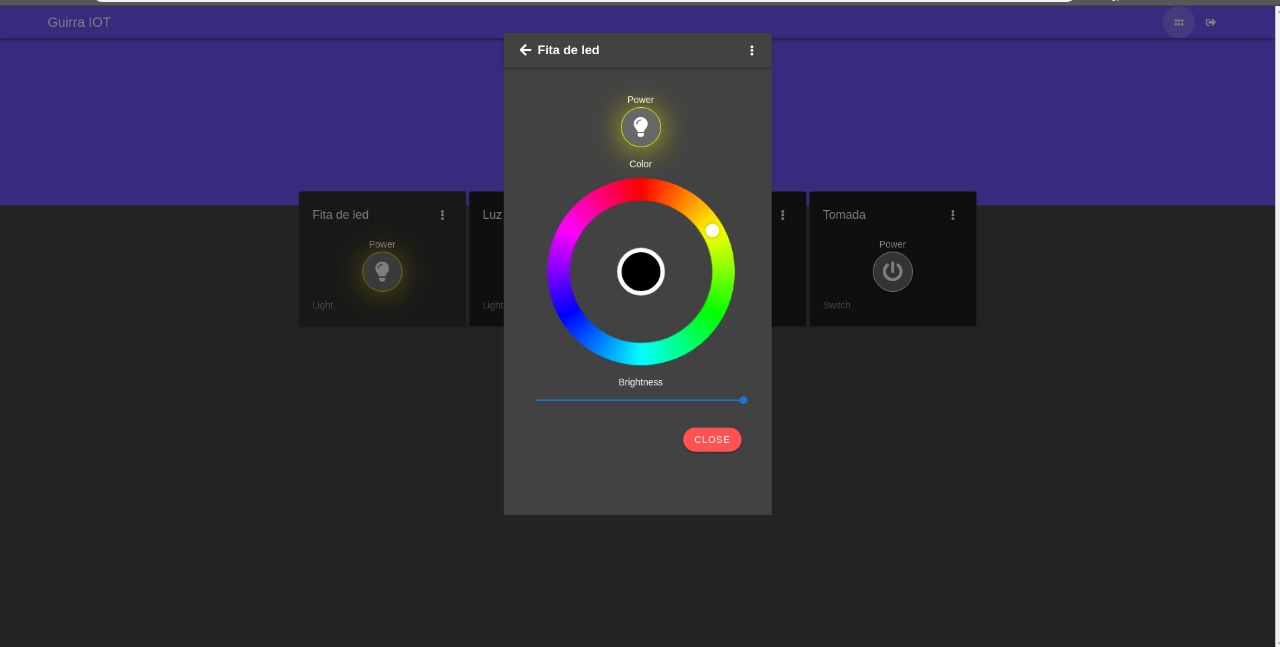 Guirra IOT
Fita de led
Power
Color
Brightness
CLOSE
Fita de led
Power
Light
Luz
Light
Tomada
Power
Switch